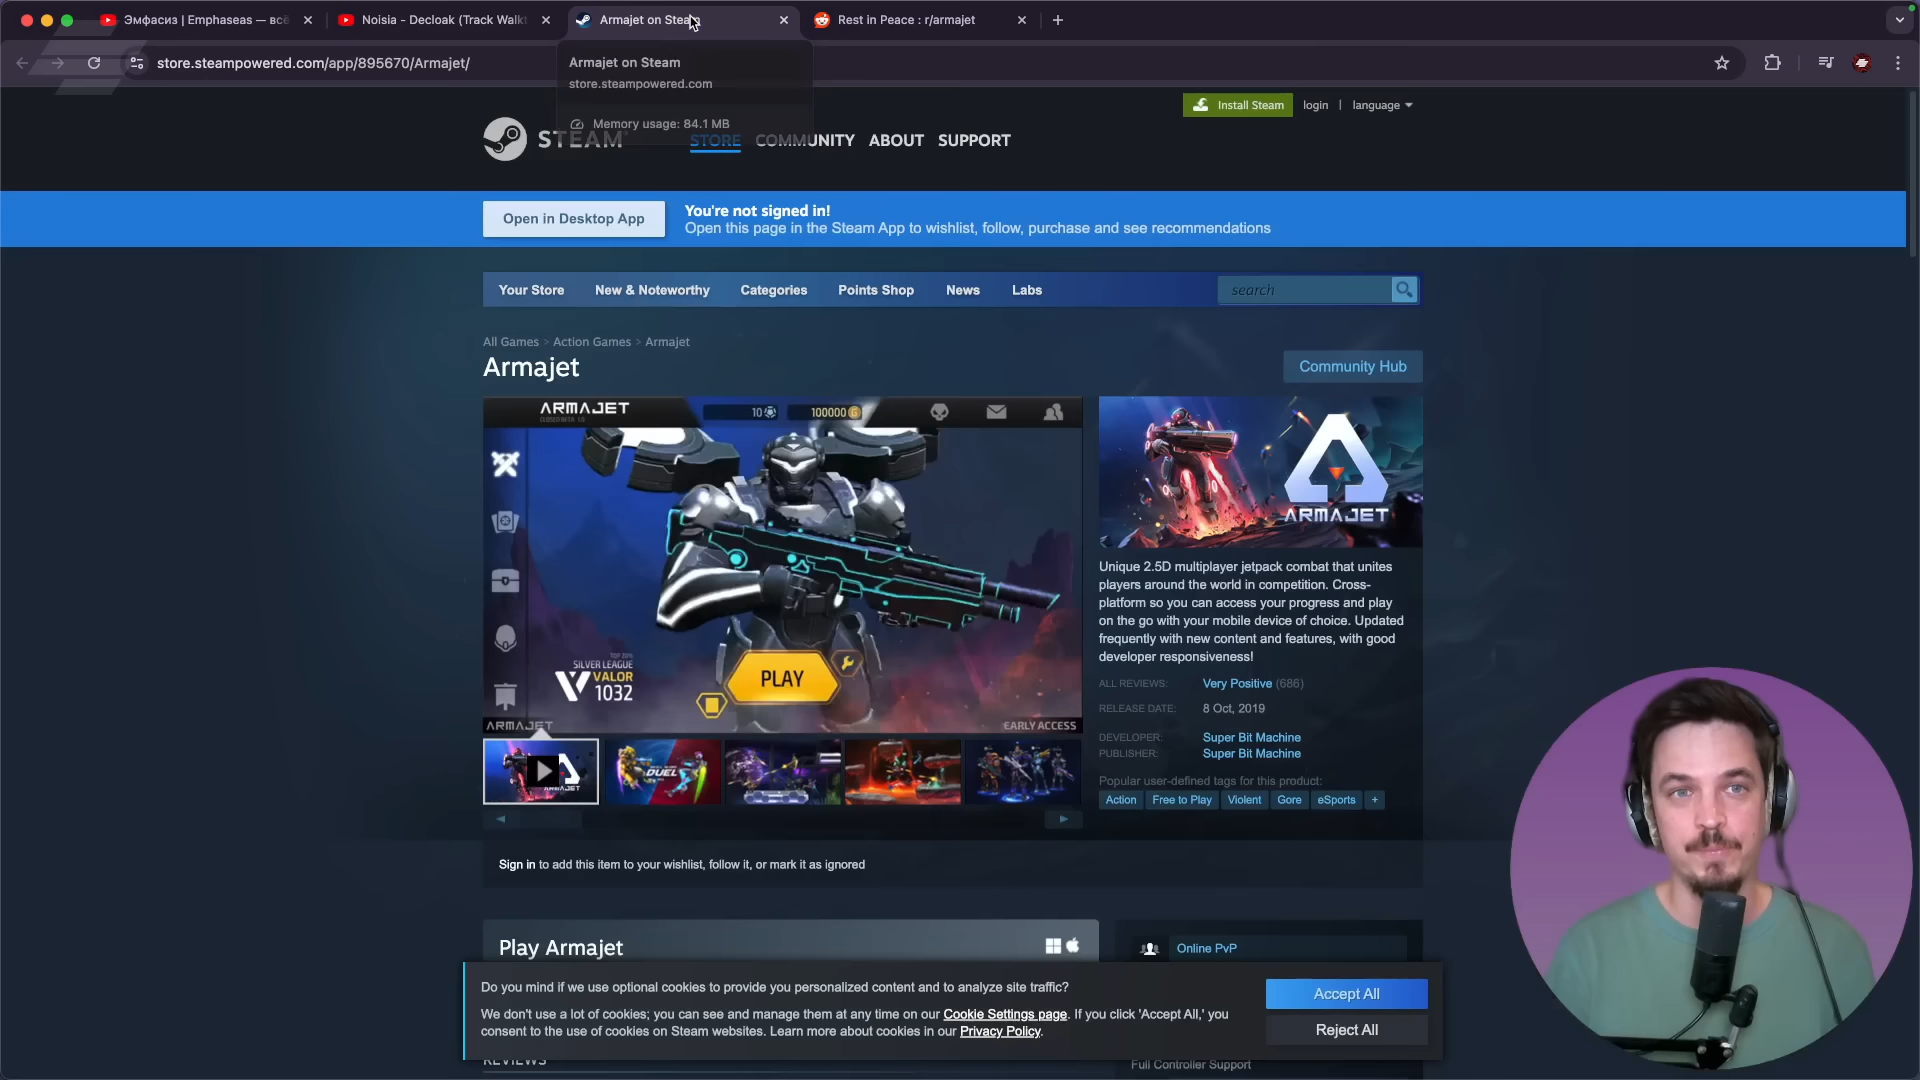 Эмфасиз | Emphaseas — всё
Noisia - Decloak (Track Walkt
Armajet on Steam
Rest in Peace : r/armajet
store.steampowered.com/app/895670/Armajet/
Armajet on Steam
store.steampowered.com
Memory usage: 84.1 MB
Install Steam
login
language
STEAM
STORE
COMMUNITY
ABOUT
SUPPORT
Open in Desktop App
You're not signed in!
Open this page in the Steam App to wishlist, follow, purchase and see recommendations
Your Store
New & Noteworthy
Categories
Points Shop
News
Labs
search
All Games > Action Games > Armajet
Armajet
Community Hub
ARMAJET
CLOSED BETA 1.0
10
100000
TOP 20%
SILVER LEAGUE
VALOR
1032
PLAY
ARMAJET
EARLY ACCESS
DUEL
ARMAJET
Unique 2.5D multiplayer jetpack combat that unites
players around the world in competition. Cross-
platform so you can access your progress and play
on the go with your mobile device of choice. Updated
frequently with new content and features, with good
developer responsiveness!
ALL REVIEWS: Very Positive (686)
RELEASE DATE: 8 Oct, 2019
DEVELOPER: Super Bit Machine
PUBLISHER: Super Bit Machine
Popular user-defined tags for this product:
Action
Free to Play
Violent
Gore
eSports
+
Sign in to add this item to your wishlist, follow it, or mark it as ignored
Play Armajet
Online PvP
Do you mind if we use optional cookies to provide you personalized content and to analyze site traffic?
We don't use a lot of cookies; you can see and manage them at any time on our Cookie Settings page. If you click 'Accept All,' you
consent to the use of cookies on Steam websites. Learn more about cookies in our Privacy Policy.
Accept All
Reject All
REVIEWS
Full Controller Support